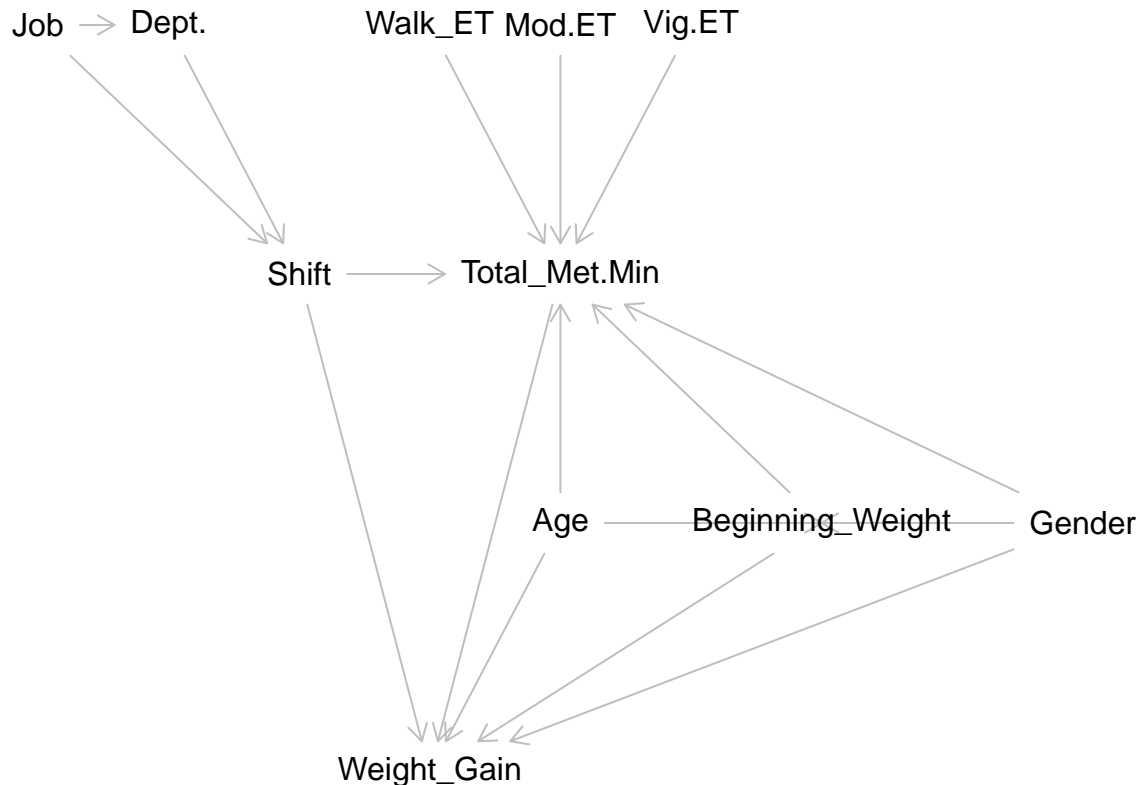 Job Dept. Walk_ET Mod.ET Vig.ET
Shift Total_Met.Min
Age Beginning_Weight Gender
Weight_Gain